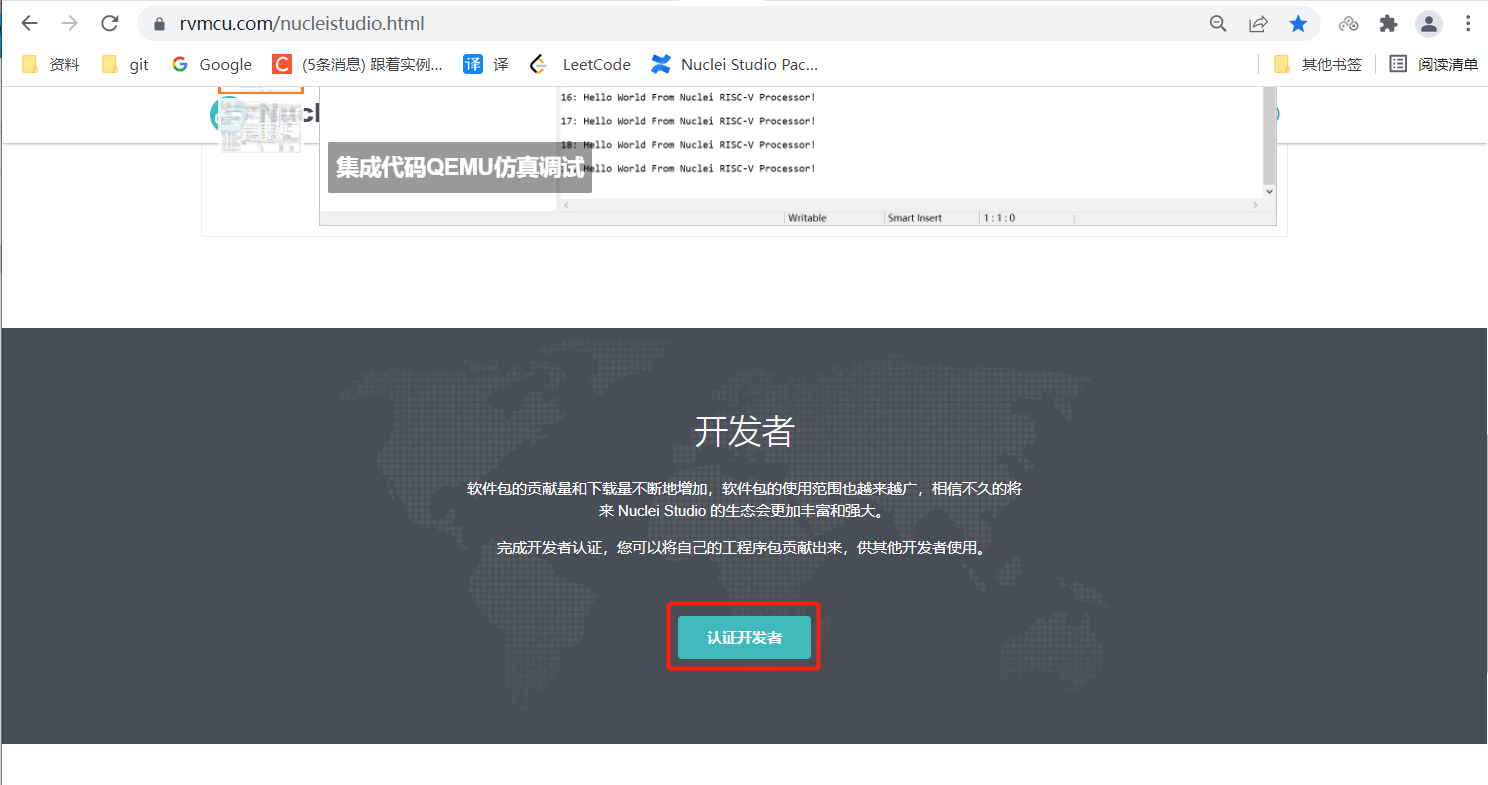 rvmcu.com/nucleistudio.html
资料
git
Google
(5条消息) 跟着实例...
译
译
LeetCode
Nuclei Studio Pac...
其他书签
阅读清单
Nucl
16: Hello World From Nuclei RISC-V Processor!
17: Hello World From Nuclei RISC-V Processor!
18: Hello World From Nuclei RISC-V Processor!
Hello World From Nuclei RISC-V Processor!
集成代码QEMU仿真调试
Writable
Smart Insert
1 : 1 : 0
开发者
软件包的贡献量和下载量不断地增加，软件包的使用范围也越来越广，相信不久的将
来 Nuclei Studio 的生态会更加丰富和强大。
完成开发者认证，您可以将自己的工程序包贡献出来，供其他开发者使用。
认证开发者